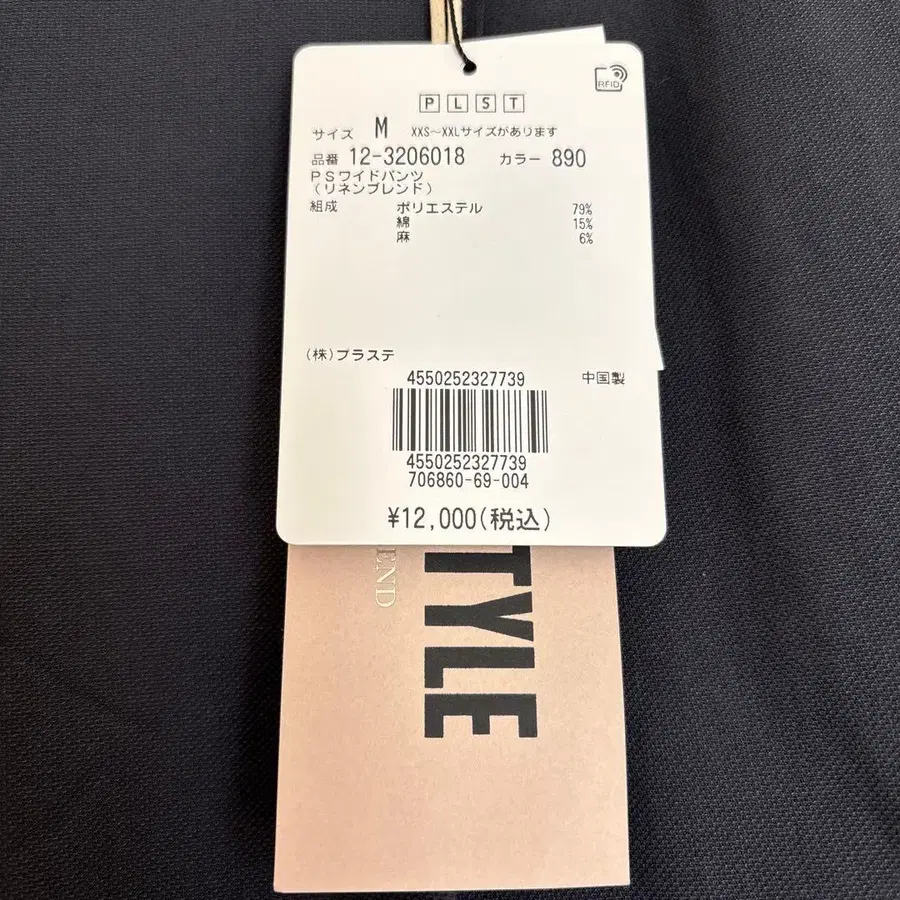 RFID
PLST
サイズ M XXS~XXLサイズがあります
品番 12-3206018 カラー 890
PSワイドパンツ
(リネンブレンド)
組成 ポリエステル 79%
綿 15%
麻 6%
(株)プラステ
4550252327739 中国製
4550252327739
706860-69-004
¥12,000(税込)
TYLE
END